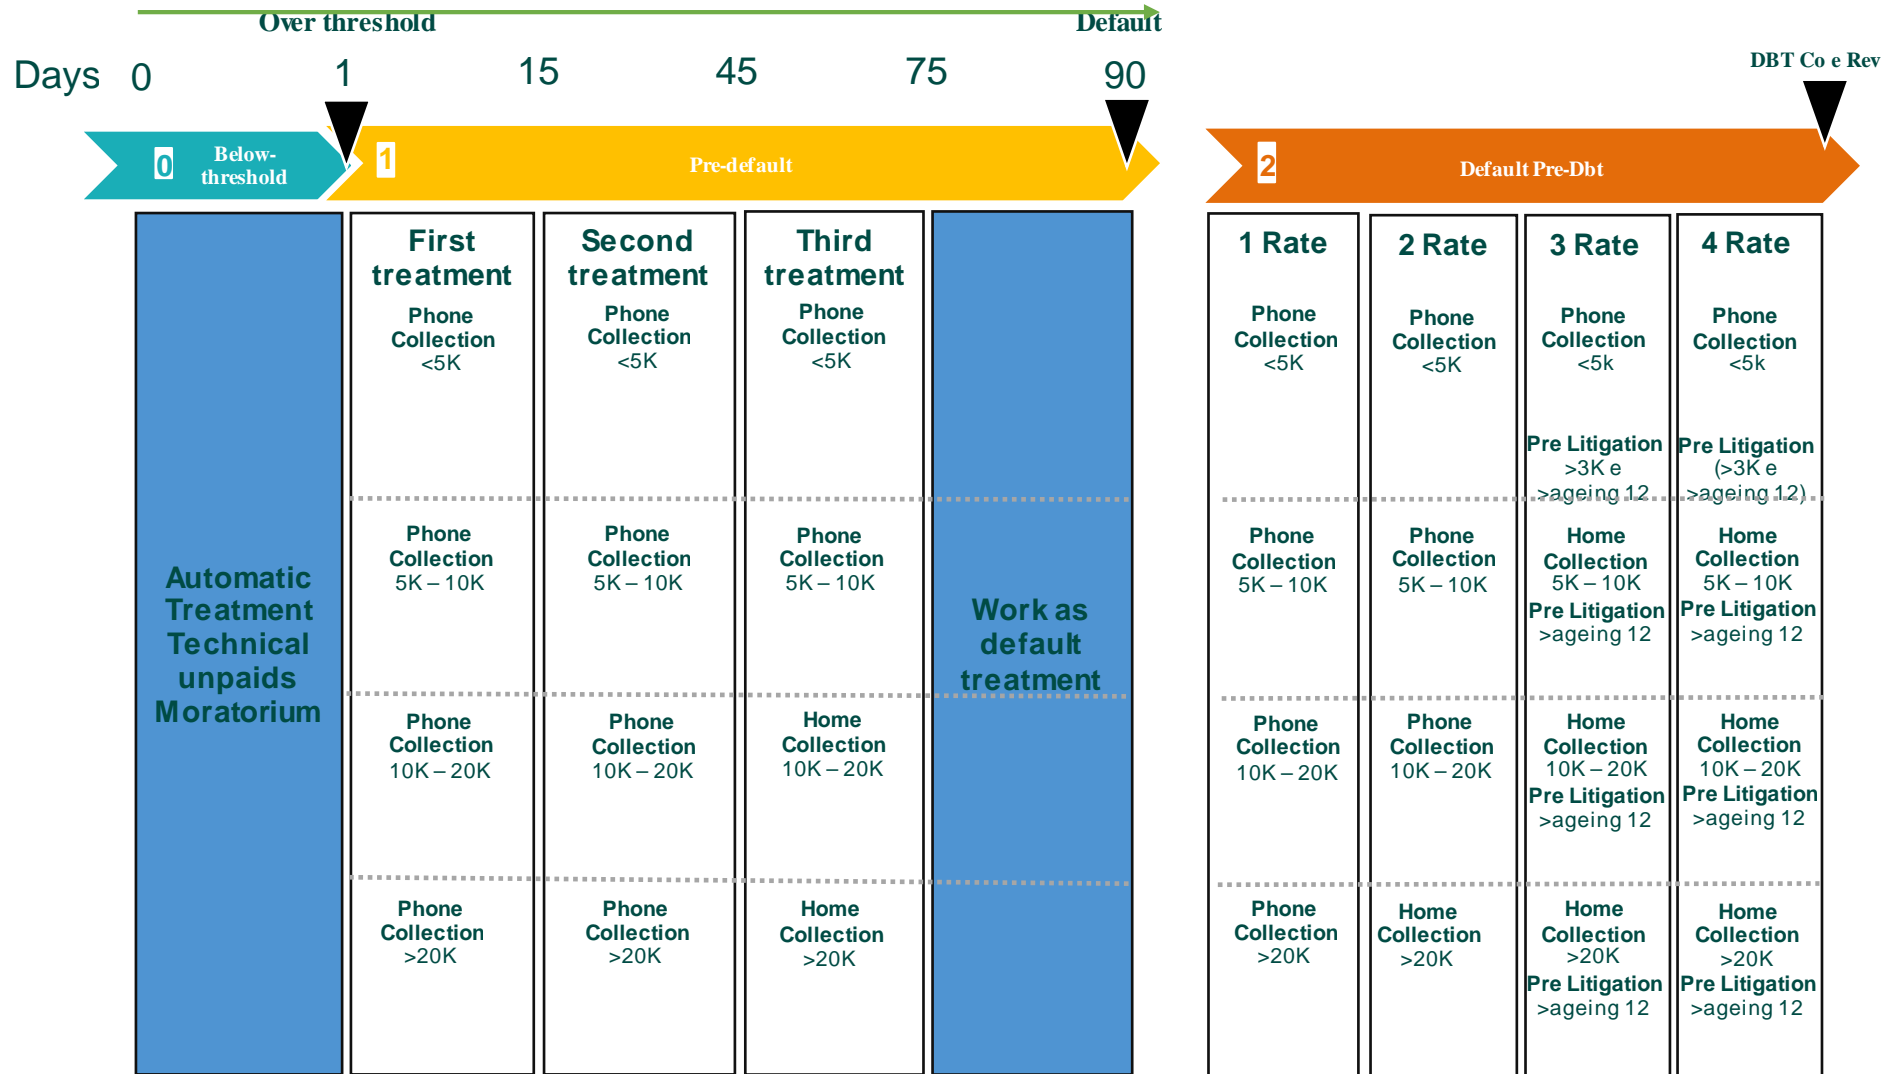 Over threshold
Default
Days 0 1 15 45 75 90
DBT Co e Rev
0
Below-
threshold
1
Pre-default
2
Default Pre-Dbt
Automatic
Treatment
Technical
unpaids
Moratorium
First
treatment
Phone
Collection
<5K
Phone
Collection
5K – 10K
Phone
Collection
10K – 20K
Phone
Collection
>20K
Second
treatment
Phone
Collection
<5K
Phone
Collection
5K – 10K
Phone
Collection
10K – 20K
Phone
Collection
>20K
Third
treatment
Phone
Collection
<5K
Phone
Collection
5K – 10K
Home
Collection
10K – 20K
Home
Collection
>20K
Work as
default
treatment
1 Rate
Phone
Collection
<5K
Phone
Collection
5K – 10K
Phone
Collection
10K – 20K
Phone
Collection
>20K
2 Rate
Phone
Collection
<5K
Phone
Collection
5K – 10K
Phone
Collection
10K – 20K
Home
Collection
>20K
3 Rate
Phone
Collection
<5k
Pre Litigation
>3K e
>ageing 12
Home
Collection
5K – 10K
Pre Litigation
>ageing 12
Home
Collection
10K – 20K
Pre Litigation
>ageing 12
Home
Collection
>20K
Pre Litigation
>ageing 12
4 Rate
Phone
Collection
<5k
Pre Litigation
(>3K e
>ageing 12)
Home
Collection
5K – 10K
Pre Litigation
>ageing 12
Home
Collection
10K – 20K
Pre Litigation
>ageing 12
Home
Collection
>20K
Pre Litigation
>ageing 12